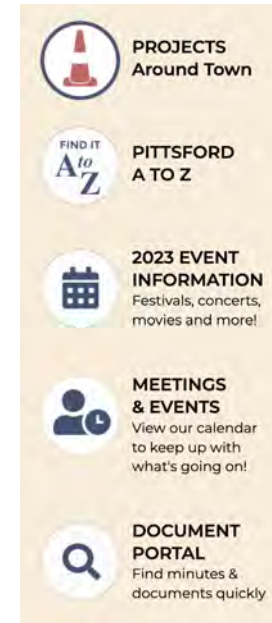 PROJECTS
Around Town
FIND IT
A to Z
PITTSFORD
A TO Z
2023 EVENT
INFORMATION
Festivals, concerts,
movies and more!
MEETINGS
& EVENTS
View our calendar
to keep up with
what's going on!
DOCUMENT
PORTAL
Find minutes &
documents quickly